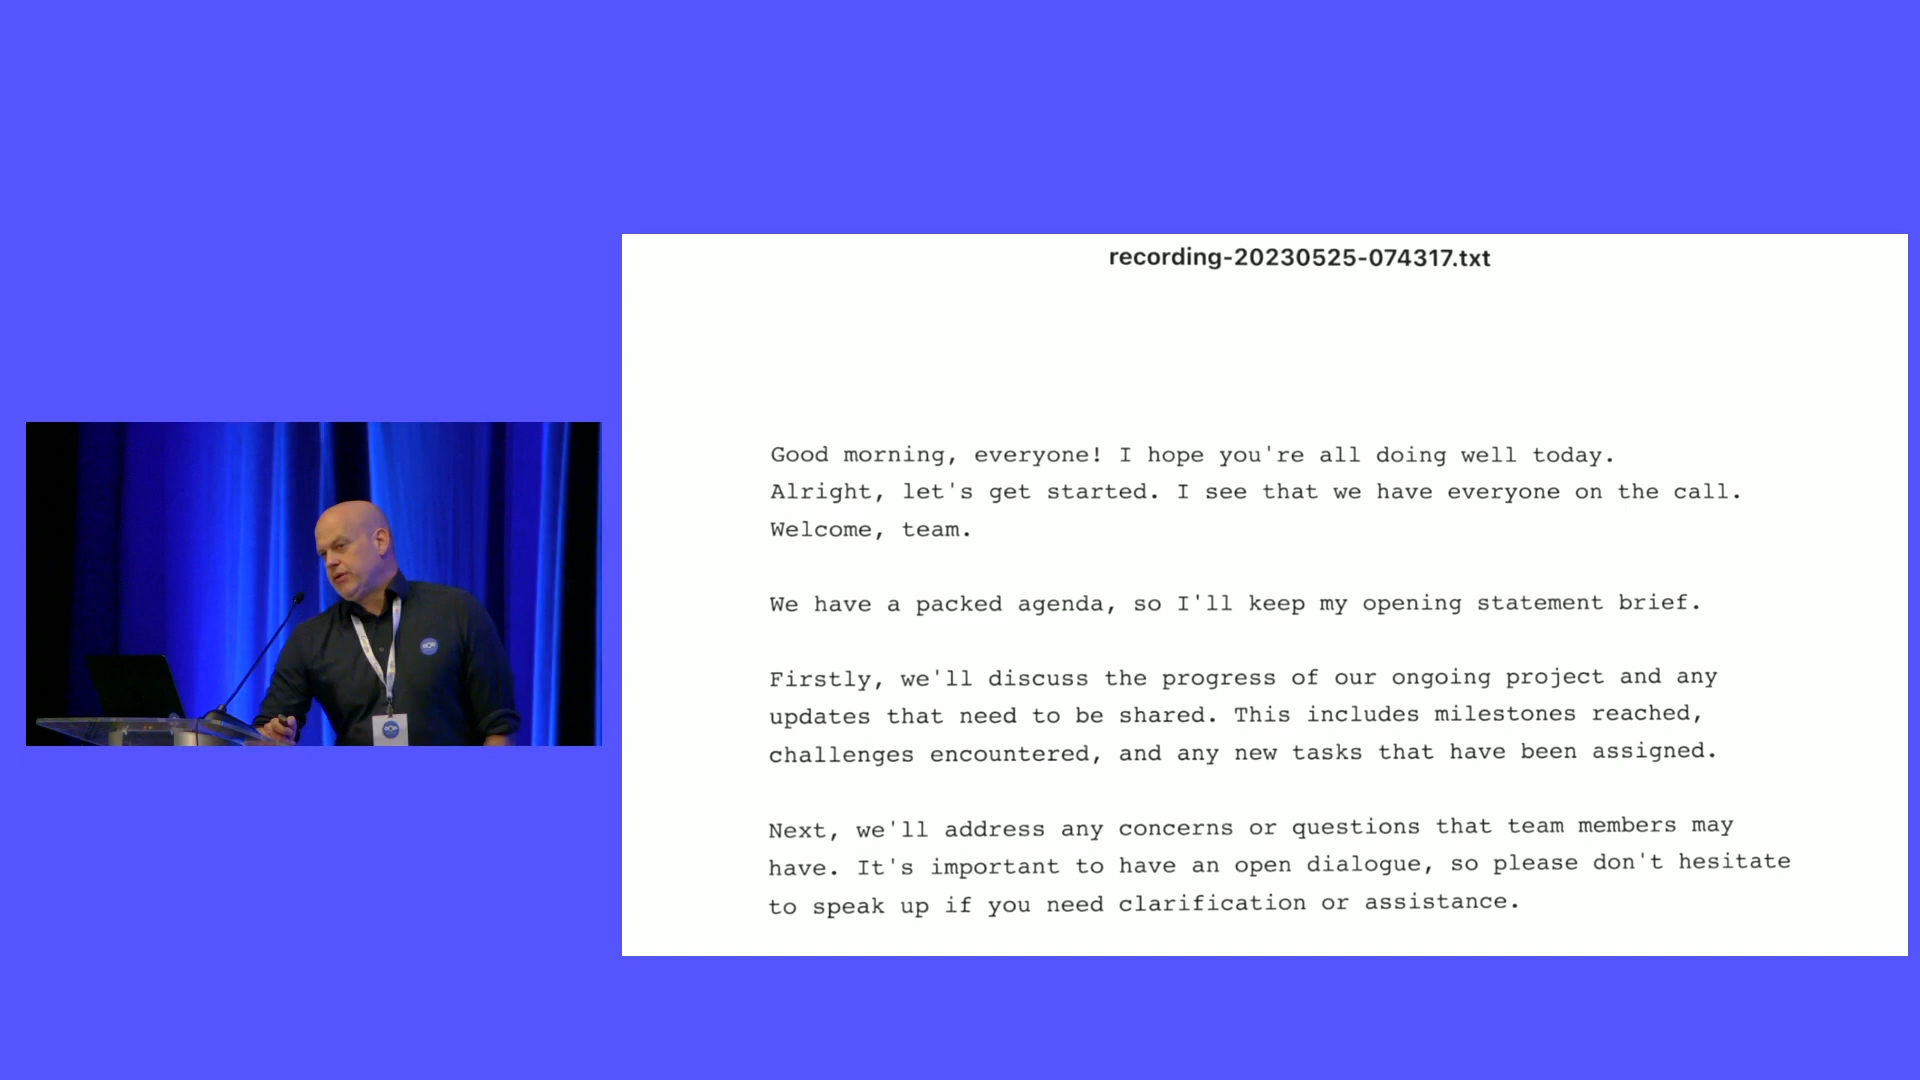 recording-20230525-074317.txt
Good morning, everyone! I hope you're all doing well today.
Alright, let's get started. I see that we have everyone on the call.
Welcome, team.
We have a packed agenda, so I'll keep my opening statement brief.
Firstly, we'll discuss the progress of our ongoing project and any
updates that need to be shared. This includes milestones reached,
challenges encountered, and any new tasks that have been assigned.
Next, we'll address any concerns or questions that team members may
have. It's important to have an open dialogue, so please don't hesitate
to speak up if you need clarification or assistance.